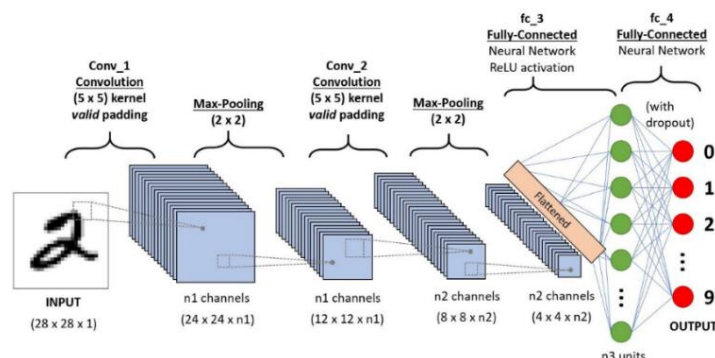 fc_3
Fully-Connected
Neural Network
ReLU activation
fc_4
Fully-Connected
Neural Network
Conv_1
Convolution
(5 x 5) kernel
valid padding
Max-Pooling
(2 x 2)
Conv_2
Convolution
(5 x 5) kernel
valid padding
Max-Pooling
(2 x 2)
(with
dropout)
Flattened
0
1
2
9
2
INPUT
(28 x 28 x 1)
n1 channels
(24 x 24 x n1)
n1 channels
(12 x 12 x n1)
n2 channels
(8 x 8 x n2)
n2 channels
(4 x 4 x n2)
OUTPUT
n3 units